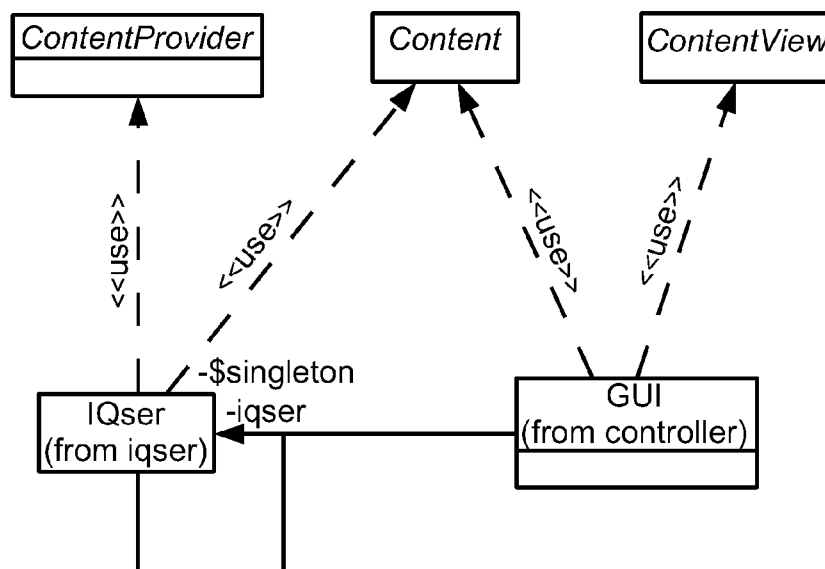 ContentProvider
Content
ContentView
<<use>>
<<use>>
<<use>>
<<use>>
-$singleton
-iqser
IQser
(from iqser)
GUI
(from controller)